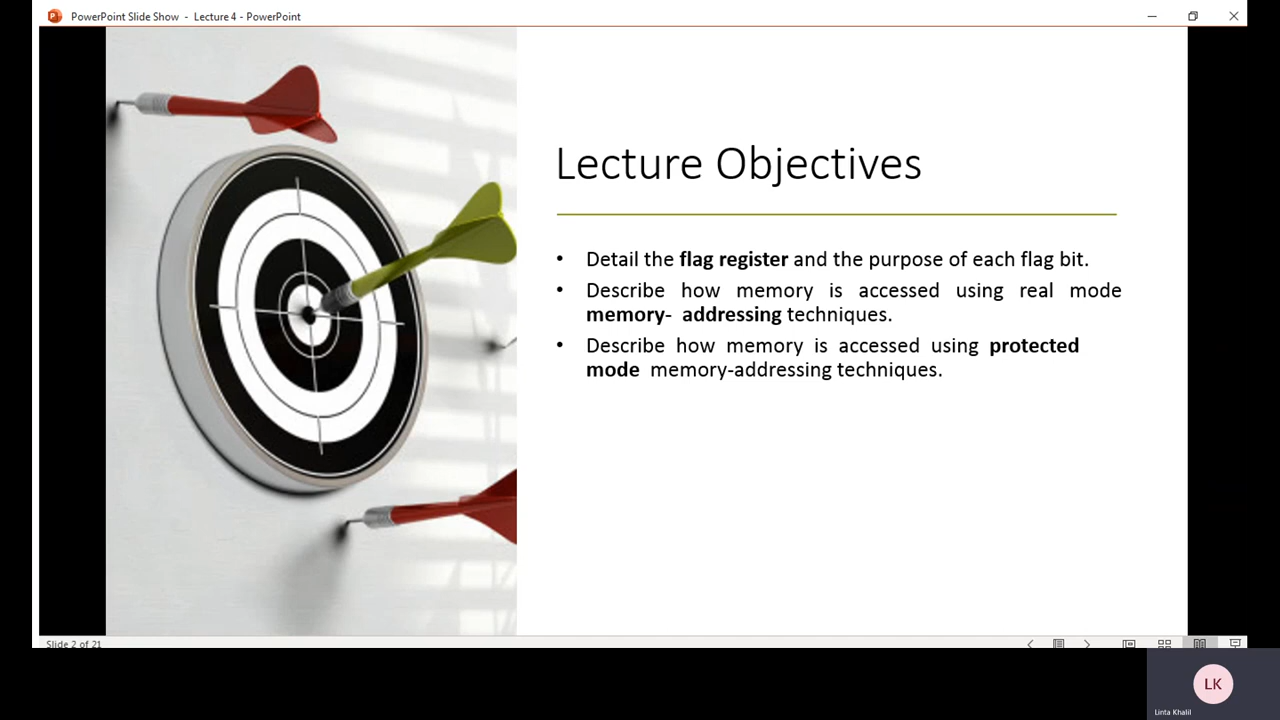 PowerPoint Slide Show - Lecture 4 - PowerPoint
Lecture Objectives
• Detail the flag register and the purpose of each flag bit.
• Describe how memory is accessed using real mode
memory- addressing techniques.
• Describe how memory is accessed using protected
mode memory-addressing techniques.
Slide 2 of 21
LK
Linta Khalil